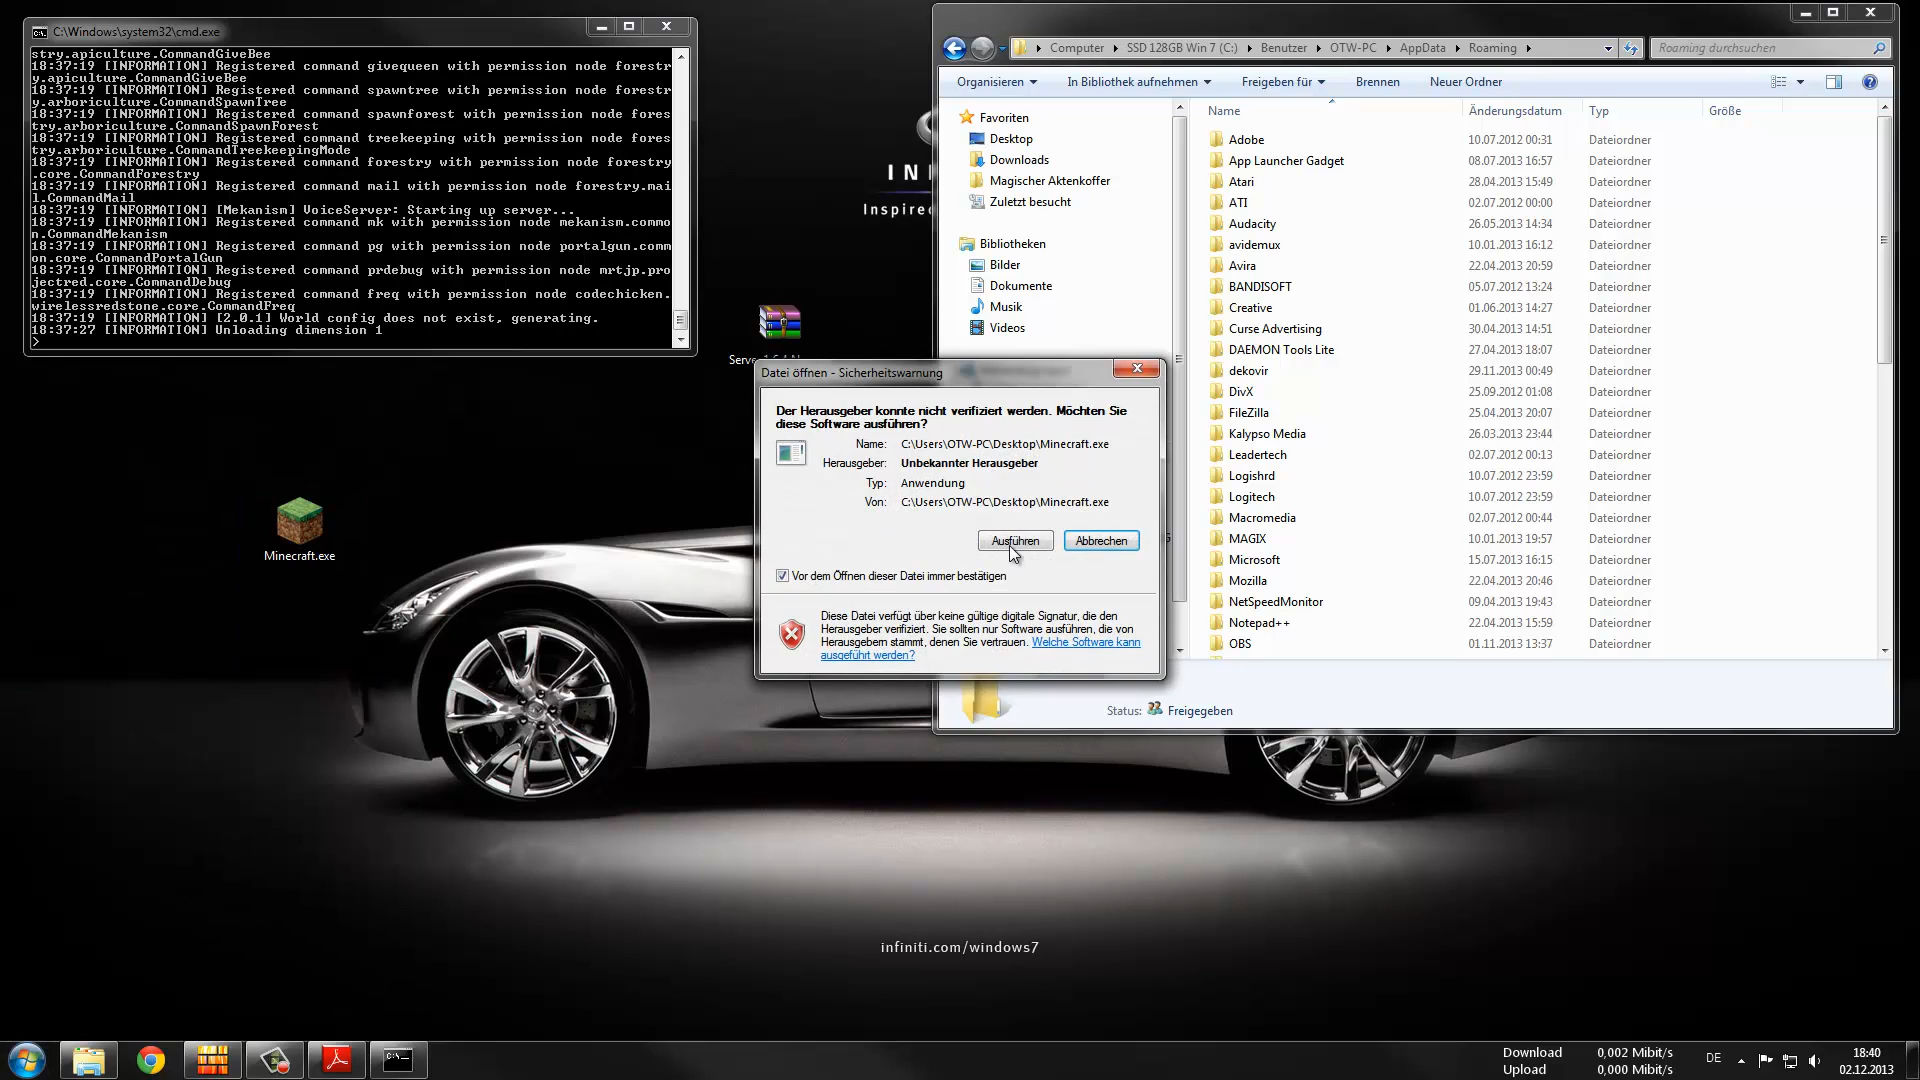 C:\Windows\system32\cmd.exe
stry.apiculture.CommandGiveBee
18:37:19 [INFORMATION] Registered command givequeen with permission node forestr
y.apiculture.CommandGiveBee
18:37:19 [INFORMATION] Registered command spawntree with permission node forestr
y.arboriculture.CommandSpawnTree
18:37:19 [INFORMATION] Registered command spawnforest with permission node fores
try.arboriculture.CommandSpawnForest
18:37:19 [INFORMATION] Registered command treekeeping with permission node fores
try.arboriculture.CommandTreekeepingMode
18:37:19 [INFORMATION] Registered command forestry with permission node forestry
.core.CommandForestry
18:37:19 [INFORMATION] Registered command mail with permission node forestry.mai
l.CommandMail
18:37:19 [INFORMATION] [Mekanism] VoiceServer: Starting up server...
18:37:19 [INFORMATION] Registered command mk with permission node mekanism.commo
n.CommandMekanism
18:37:19 [INFORMATION] Registered command pg with permission node portalgun.comm
on.core.CommandPortalGun
18:37:19 [INFORMATION] Registered command prdebug with permission node mrtjp.pro
jectred.core.CommandDebug
18:37:19 [INFORMATION] Registered command freq with permission node codechicken.
wirelessredstone.core.CommandFreq
18:37:19 [INFORMATION] [2.0.1] World config does not exist, generating.
18:37:27 [INFORMATION] Unloading dimension 1
>
Minecraft.exe
Computer SSD 128GB Win 7 (C:) Benutzer OTW-PC AppData Roaming
Roaming durchsuchen
Organisieren In Bibliothek aufnehmen Freigeben für Brennen Neuer Ordner
Favoriten
Desktop
Downloads
Magischer Aktenkoffer
Zuletzt besucht
Bibliotheken
Bilder
Dokumente
Musik
Videos
Name Änderungsdatum Typ Größe
Adobe 10.07.2012 00:31 Dateiordner
App Launcher Gadget 08.07.2013 16:57 Dateiordner
Atari 28.04.2013 15:49 Dateiordner
ATI 02.07.2012 00:00 Dateiordner
Audacity 26.05.2013 14:34 Dateiordner
avidemux 10.01.2013 16:12 Dateiordner
Avira 22.04.2013 20:59 Dateiordner
BANDISOFT 05.07.2012 13:24 Dateiordner
Creative 01.06.2013 14:27 Dateiordner
Curse Advertising 30.04.2013 14:51 Dateiordner
DAEMON Tools Lite 27.04.2013 18:07 Dateiordner
dekovir 29.11.2013 00:49 Dateiordner
DivX 25.09.2012 01:08 Dateiordner
FileZilla 25.04.2013 20:07 Dateiordner
Kalypso Media 26.03.2013 23:44 Dateiordner
Leadertech 02.07.2012 00:13 Dateiordner
Logishrd 10.07.2012 23:59 Dateiordner
Logitech 10.07.2012 23:59 Dateiordner
Macromedia 02.07.2012 00:44 Dateiordner
MAGIX 10.01.2013 19:57 Dateiordner
Microsoft 15.07.2013 16:15 Dateiordner
Mozilla 22.04.2013 20:46 Dateiordner
NetSpeedMonitor 09.04.2013 19:43 Dateiordner
Notepad++ 22.04.2013 15:59 Dateiordner
OBS 01.11.2013 13:37 Dateiordner
Status: Freigegeben
Datei öffnen - Sicherheitswarnung
Der Herausgeber konnte nicht verifiziert werden. Möchten Sie
diese Software ausführen?
Name: C:\Users\OTW-PC\Desktop\Minecraft.exe
Herausgeber: Unbekannter Herausgeber
Typ: Anwendung
Von: C:\Users\OTW-PC\Desktop\Minecraft.exe
Ausführen Abbrechen
Vor dem Öffnen dieser Datei immer bestätigen
Diese Datei verfügt über keine gültige digitale Signatur, die den
Herausgeber verifiziert. Sie sollten nur Software ausführen, die von
Herausgebern stammt, denen Sie vertrauen. Welche Software kann
ausgeführt werden?
infiniti.com/windows7
Download 0,002 Mibit/s
Upload 0,000 Mibit/s
DE
18:40
02.12.2013